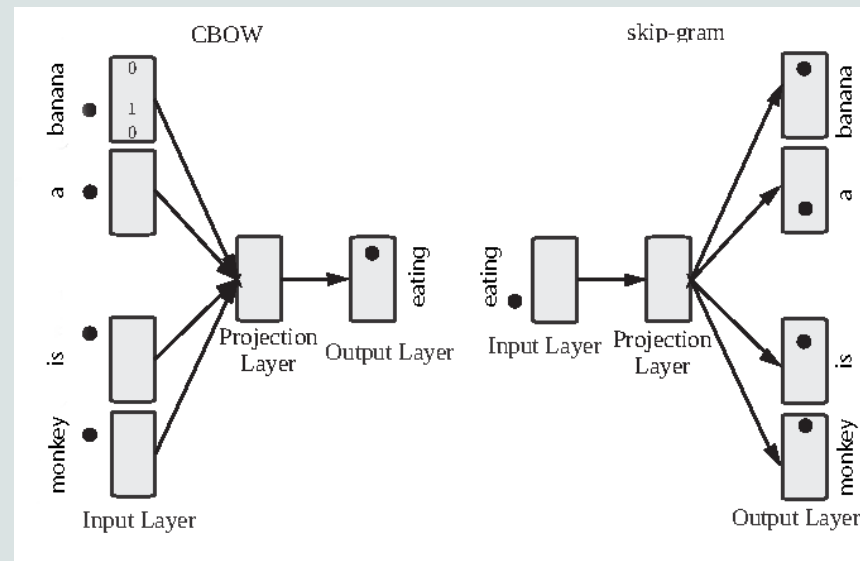 CBOW
banana
0
1
0
a
is
monkey
Input Layer
Projection
Layer
Output Layer
eating
skip-gram
eating
Input Layer
Projection
Layer
banana
a
is
monkey
Output Layer